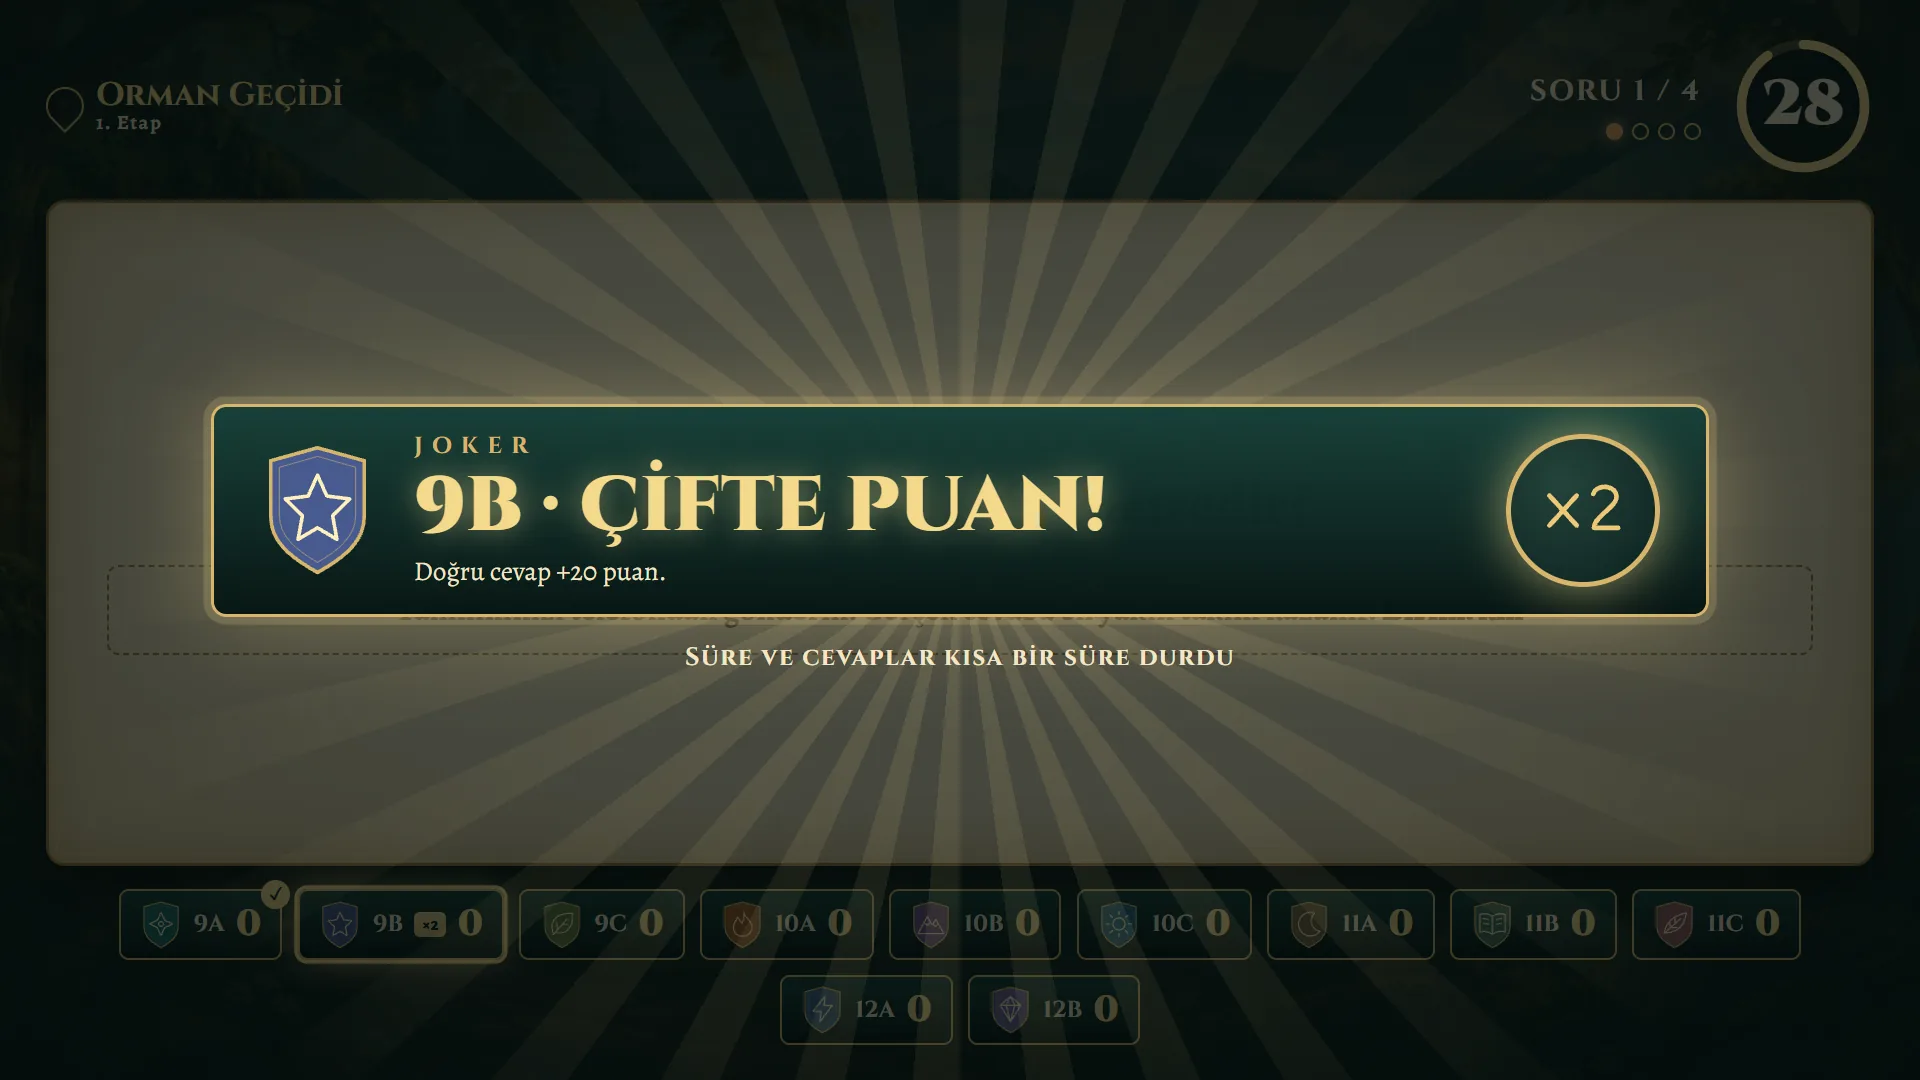 Orman Geçidi
1. Etap
SORU 1 / 4
28
JOKER
9B · ÇİFTE PUAN!
Doğru cevap +20 puan.
×2
Süre ve cevaplar kısa bir süre durdu
9A 0
9B ×2 0
9C 0
10A 0
10B 0
10C 0
11A 0
11B 0
11C 0
12A 0
12B 0